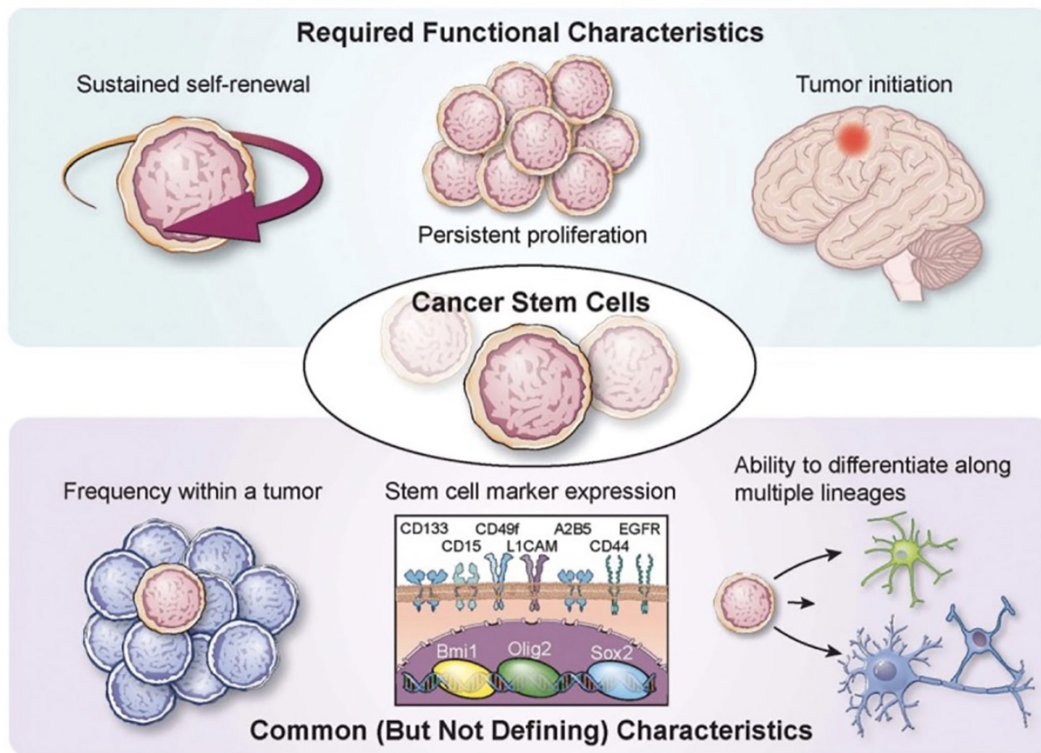 Required Functional Characteristics
Sustained self-renewal
Tumor initiation
Persistent proliferation
Cancer Stem Cells
Frequency within a tumor
Stem cell marker expression
CD133 CD49f A2B5 EGFR
CD15 L1CAM CD44
Bmi1 Olig2 Sox2
Ability to differentiate along
multiple lineages
Common (But Not Defining) Characteristics